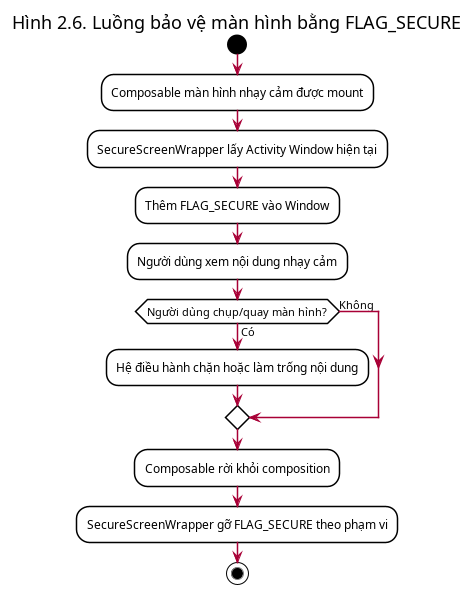 Hình 2.6. Luồng bảo vệ màn hình bằng FLAG_SECURE
Composable màn hình nhạy cảm được mount
SecureScreenWrapper lấy Activity Window hiện tại
Thêm FLAG_SECURE vào Window
Người dùng xem nội dung nhạy cảm
Người dùng chụp/quay màn hình?
Không
Có
Hệ điều hành chặn hoặc làm trống nội dung
Composable rời khỏi composition
SecureScreenWrapper gỡ FLAG_SECURE theo phạm vi